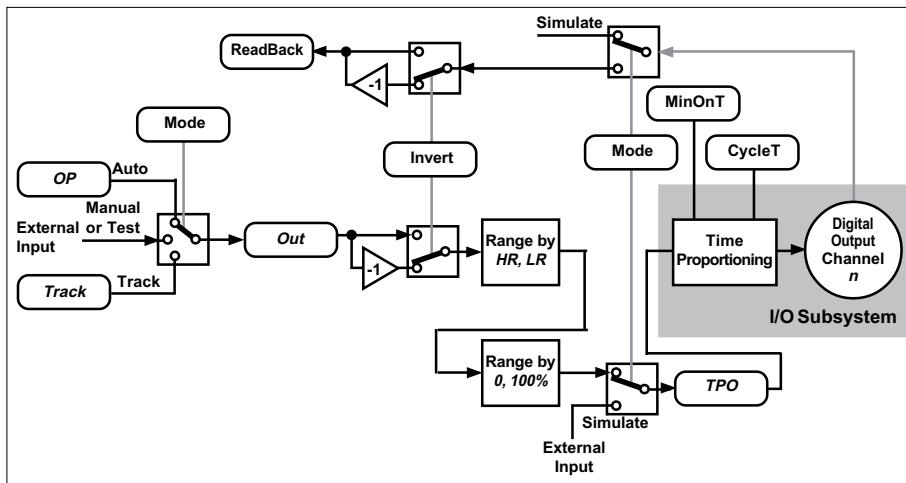 Simulate
ReadBack
-1
MinOnT
Mode
Invert
Mode
CycleT
OP
Auto
Manual
or Test
External
Input
Track
Track
Out
-1
Range by
HR, LR
Time
Proportioning
Digital
Output
Channel
n
I/O Subsystem
Range by
0, 100%
TPO
Simulate
External
Input